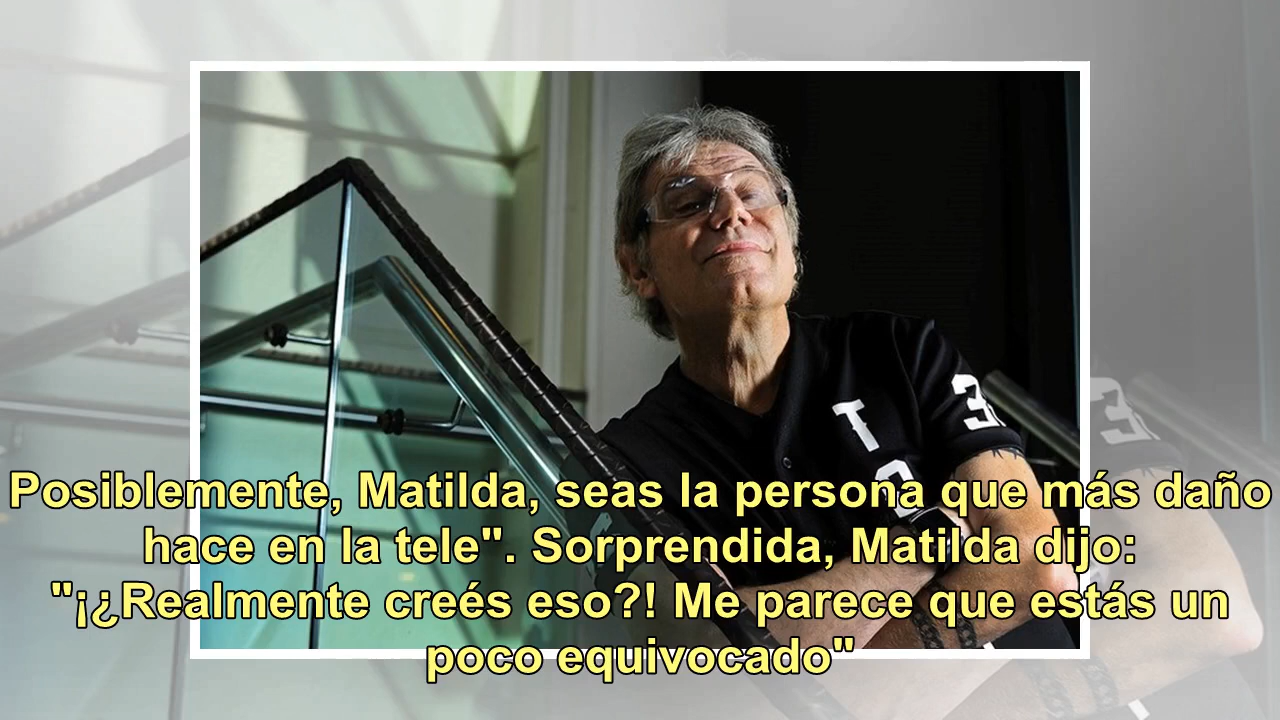 T
38
Posiblemente, Matilda, seas la persona que más daño
hace en la tele". Sorprendida, Matilda dijo:
"¡¿Realmente creés eso?! Me parece que estás un
poco equivocado"